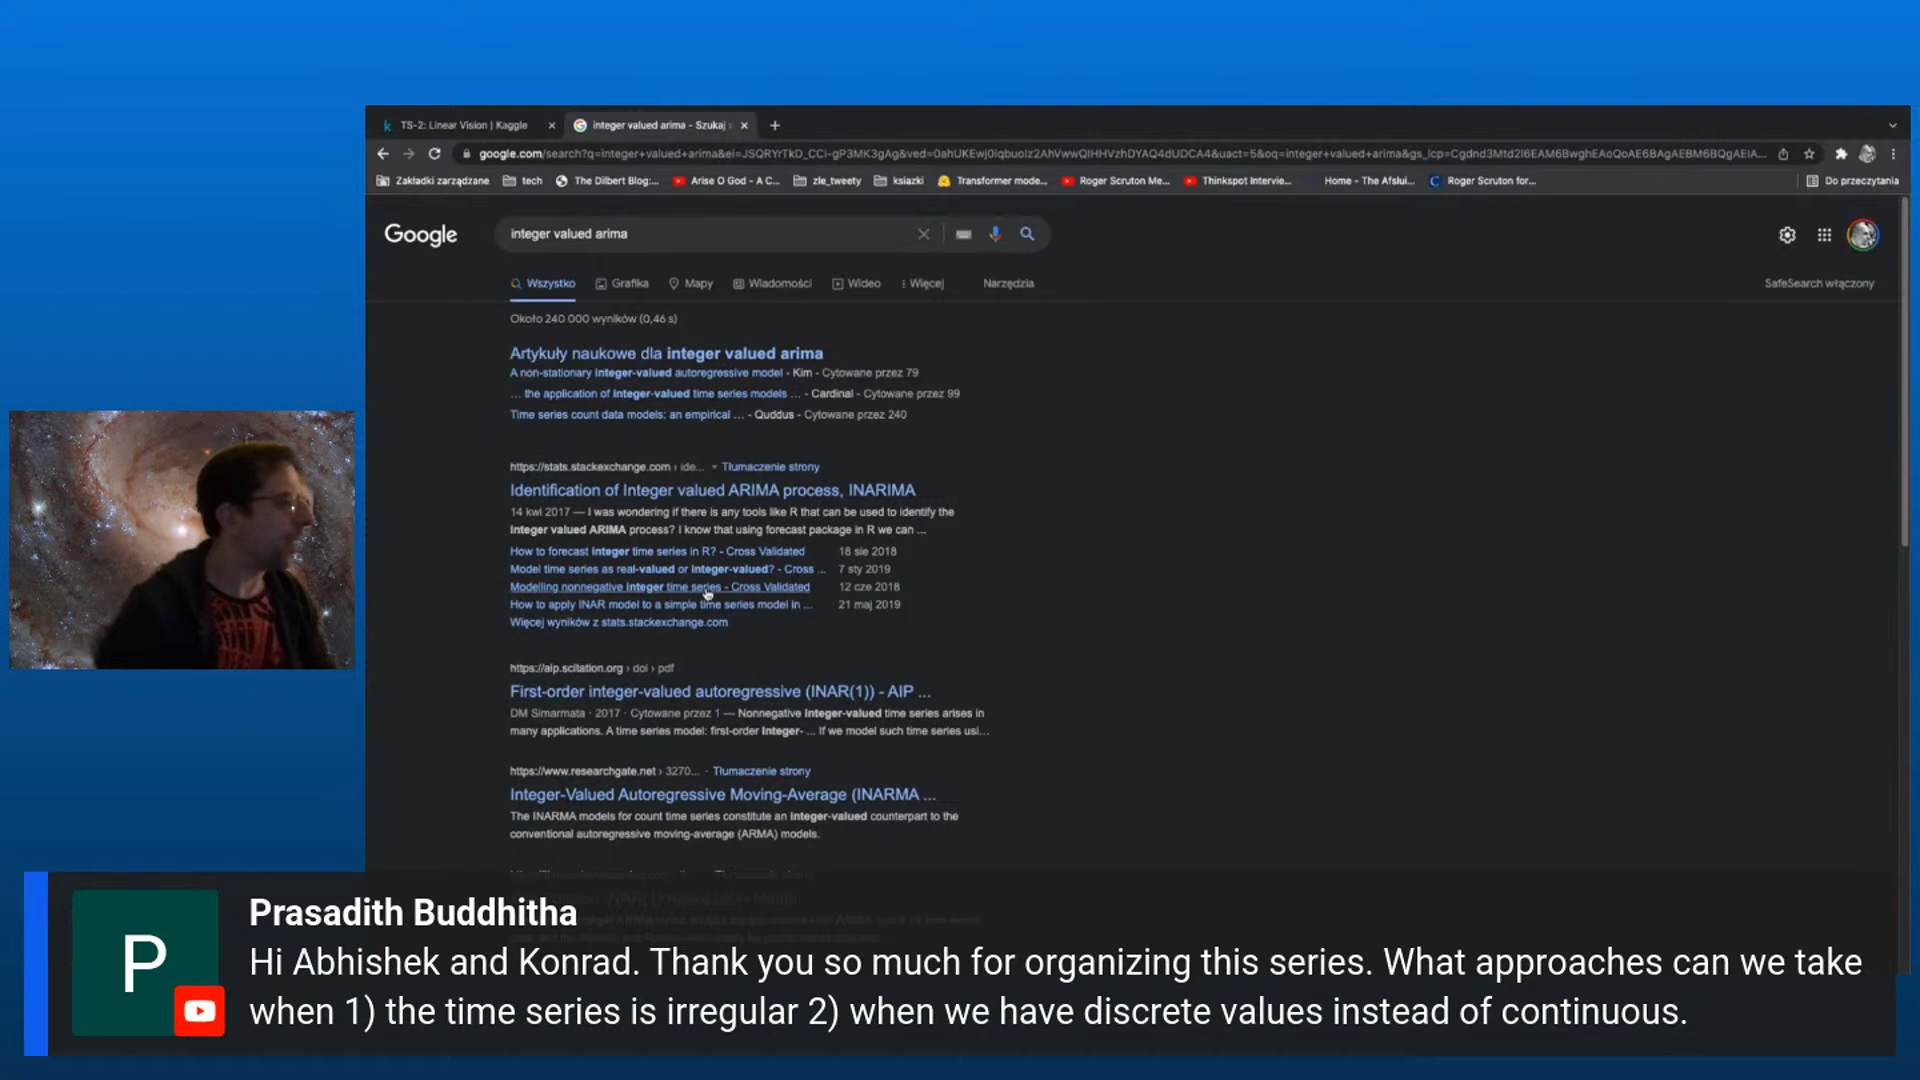 TS-2: Linear Vision | Kaggle
integer valued arima - Szukaj
google.com/search?q=integer+valued+arima&ei=JSQRYrTkD_CCi-gP3MK3gAg&ved=0ahUKEwj0iqbuoIz2AhVwwQIHHVzhDYAQ4dUDCA4&uact=5&oq=integer+valued+arima&gs_lcp=Cgdnd3Mtd2l6EAM6BwghEAoQoAE6BAgAEBM6BQgAEIA...
Zakładki zarządzane tech The Dilbert Blog:... Arise O God - A C... zle_tweety ksiazki Transformer mode... Roger Scruton Me... Thinkspot Intervie... Home - The Afslui... Roger Scruton for... Do przeczytania
Google
integer valued arima
Wszystko Grafika Mapy Wiadomości Wideo Więcej Narzędzia SafeSearch włączony
Około 240 000 wyników (0,46 s)
Artykuły naukowe dla integer valued arima
A non-stationary integer-valued autoregressive model - Kim - Cytowane przez 79
... the application of integer-valued time series models ... - Cardinal - Cytowane przez 99
Time series count data models: an empirical ... - Quddus - Cytowane przez 240
https://stats.stackexchange.com › ide... Tłumaczenie strony
Identification of Integer valued ARIMA process, INARIMA
14 kwi 2017 — I was wondering if there is any tools like R that can be used to identify the
Integer valued ARIMA process? I know that using forecast package in R we can ...
How to forecast integer time series in R? - Cross Validated 18 sie 2018
Model time series as real-valued or integer-valued? - Cross ... 7 sty 2019
Modelling nonnegative integer time series - Cross Validated 12 cze 2018
How to apply INAR model to a simple time series model in ... 21 maj 2019
Więcej wyników z stats.stackexchange.com
https://aip.scitation.org › doi › pdf
First-order integer-valued autoregressive (INAR(1)) - AIP ...
DM Simarmata · 2017 · Cytowane przez 1 — Nonnegative Integer-valued time series arises in
many applications. A time series model: first-order Integer- ... If we model such time series usi...
https://www.researchgate.net › 3270... · Tłumaczenie strony
Integer-Valued Autoregressive Moving-Average (INARMA ...
The INARMA models for count time series constitute an integer-valued counterpart to the
conventional autoregressive moving-average (ARMA) models.
P
Prasadith Buddhitha
Hi Abhishek and Konrad. Thank you so much for organizing this series. What approaches can we take
when 1) the time series is irregular 2) when we have discrete values instead of continuous.